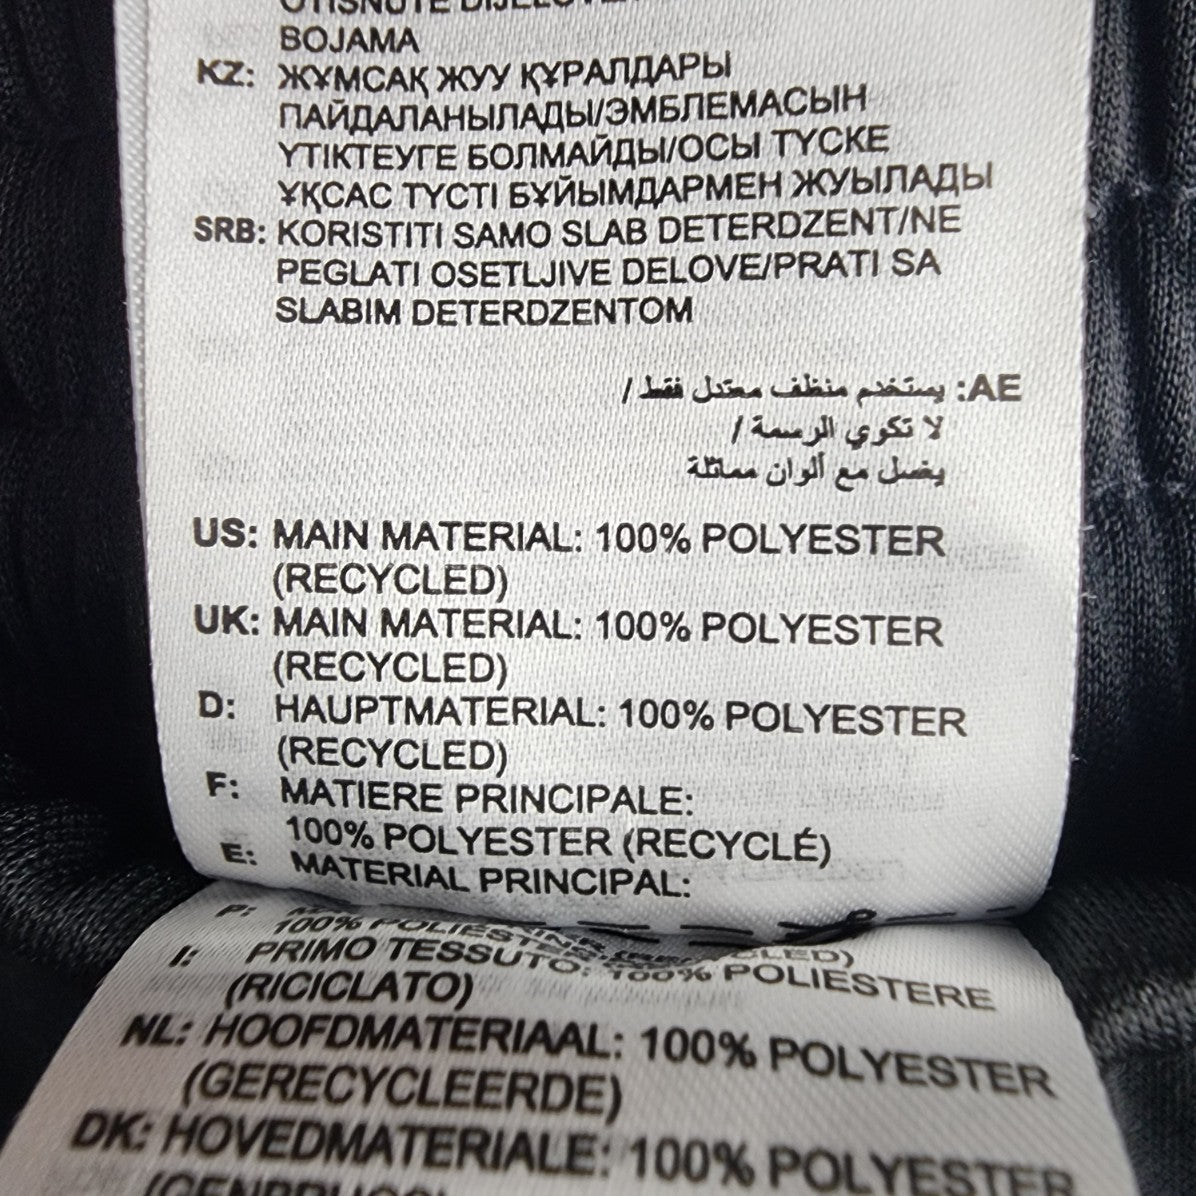 BOJAMA
KZ: ЖҰМСАҚ ЖУУ ҚҰРАЛДАРЫ
ПАЙДАЛАНЫЛАДЫ/ЭМБЛЕМАСЫН
ҮТІКТЕУГЕ БОЛМАЙДЫ/ОСЫ ТҮСКЕ
ҰҚСАС ТҮСТІ БҰЙЫМДАРМЕН ЖУЫЛАДЫ
SRB: KORISTITI SAMO SLAB DETERDZENT/NE
PEGLATI OSETLJIVE DELOVE/PRATI SA
SLABIM DETERDZENTOM
AE: يستخدم منظف معتدل فقط /
لا تكوي الرسمة /
يغسل مع ألوان مماثلة
US: MAIN MATERIAL: 100% POLYESTER
(RECYCLED)
UK: MAIN MATERIAL: 100% POLYESTER
(RECYCLED)
D: HAUPTMATERIAL: 100% POLYESTER
(RECYCLED)
F: MATIERE PRINCIPALE:
100% POLYESTER (RECYCLÉ)
E: MATERIAL PRINCIPAL:
P:
100%
I: PRIMO TESSUTO: 100% POLIESTERE
(RICICLATO)
NL: HOOFDMATERIAAL: 100% POLYESTER
(GERECYCLEERDE)
DK: HOVEDMATERIALE: 100% POLYESTER